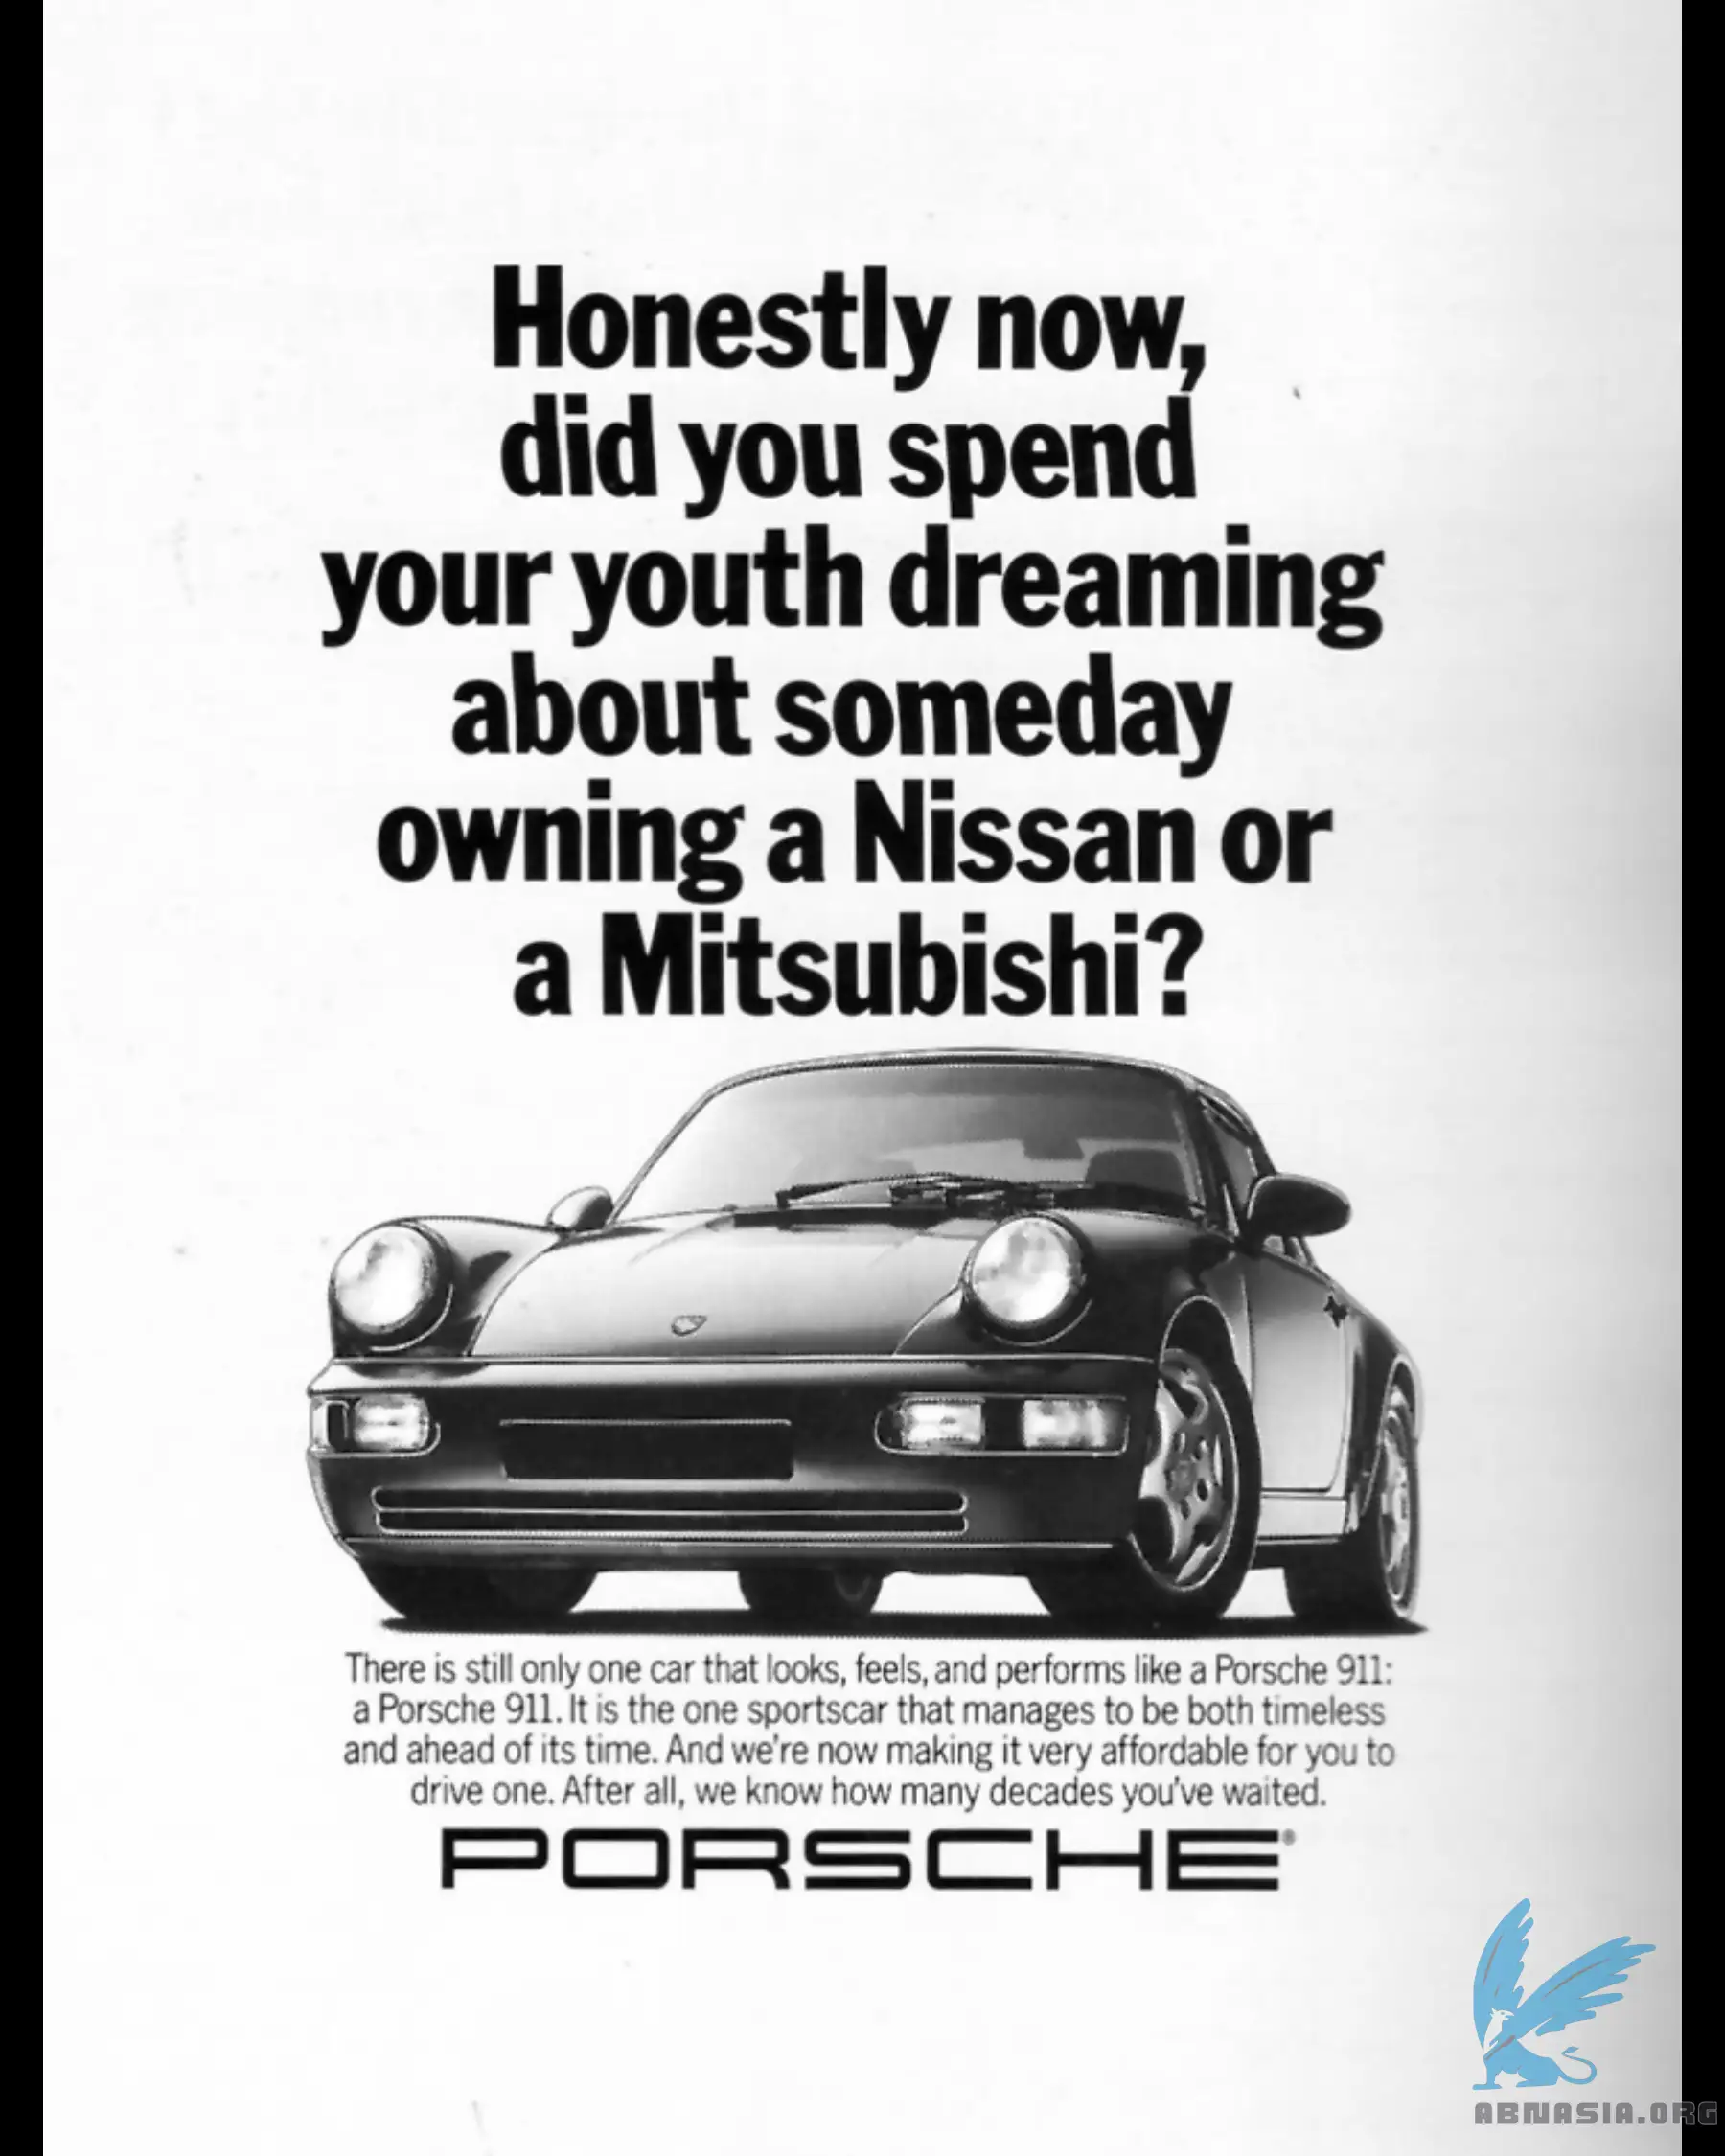 Honestly now,
did you spend
your youth dreaming
about someday
owning a Nissan or
a Mitsubishi?
There is still only one car that looks, feels, and performs like a Porsche 911:
a Porsche 911. It is the one sportscar that manages to be both timeless
and ahead of its time. And we're now making it very affordable for you to
drive one. After all, we know how many decades you've waited.
PORSCHE®
ABNASIA.ORG